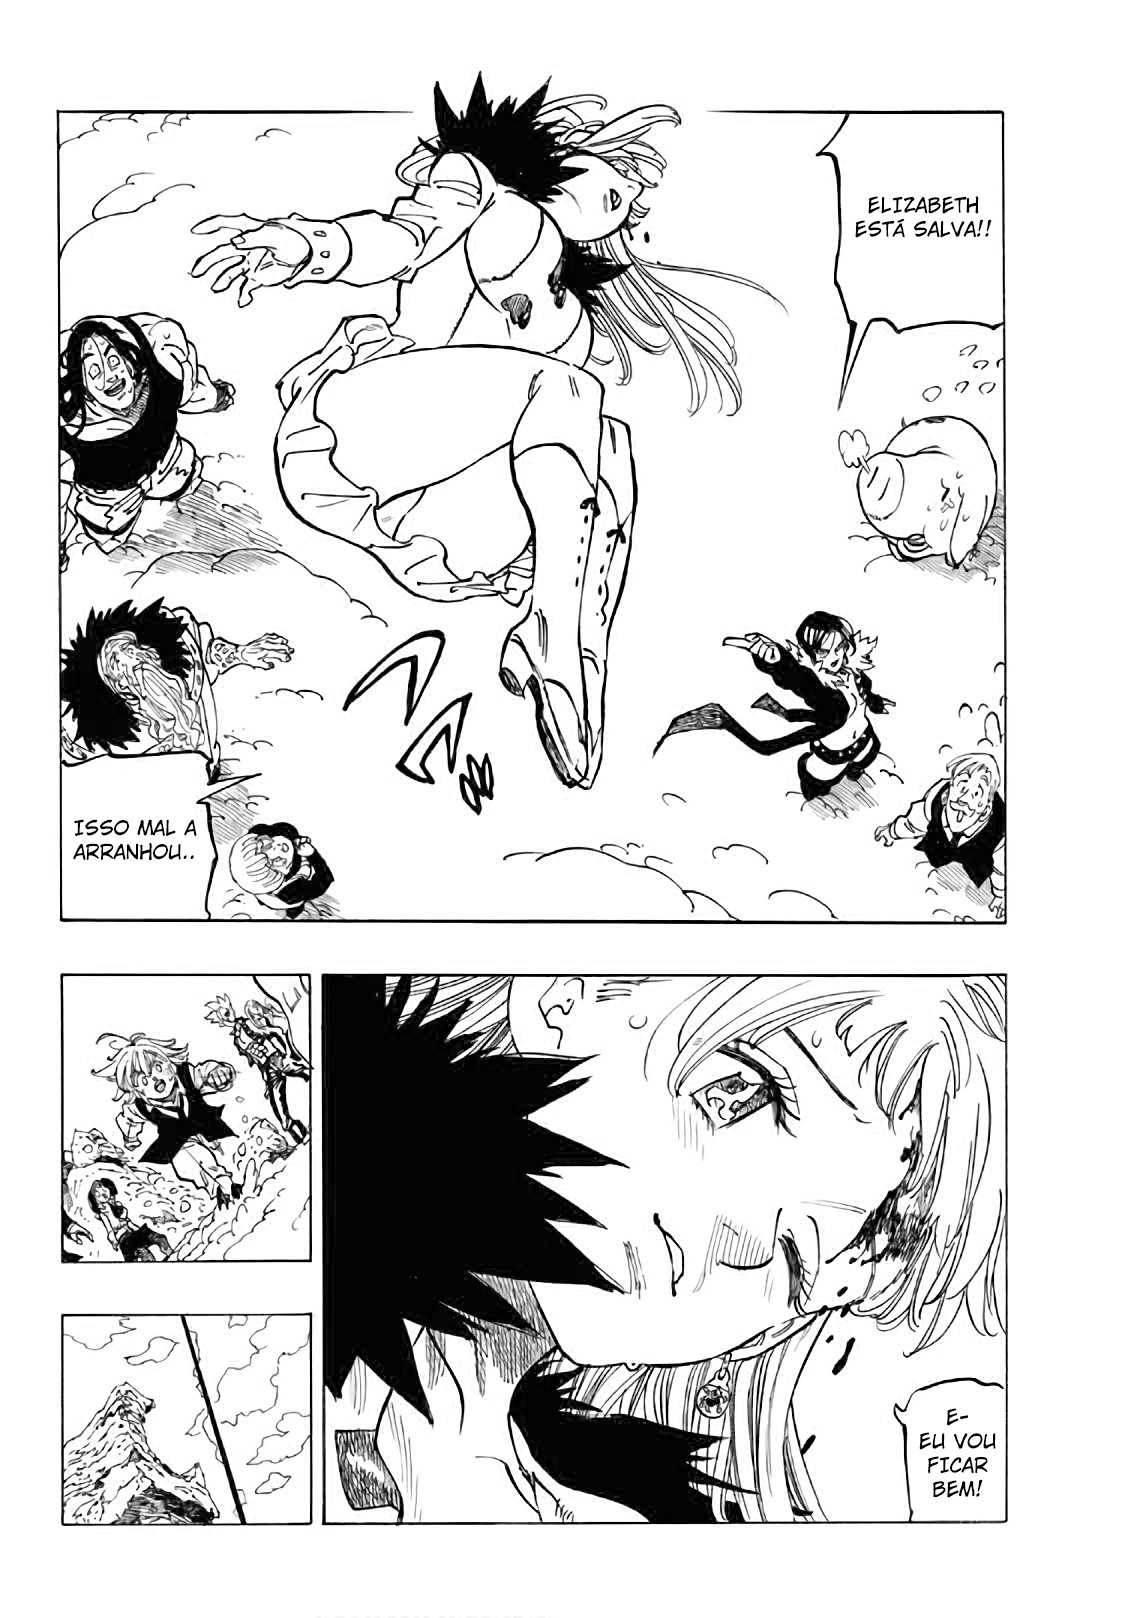 ELIZABETH
ESTÁ SALVA!!
ISSO MAL A
ARRANHOU..
E-
EU VOU
FICAR
BEM!